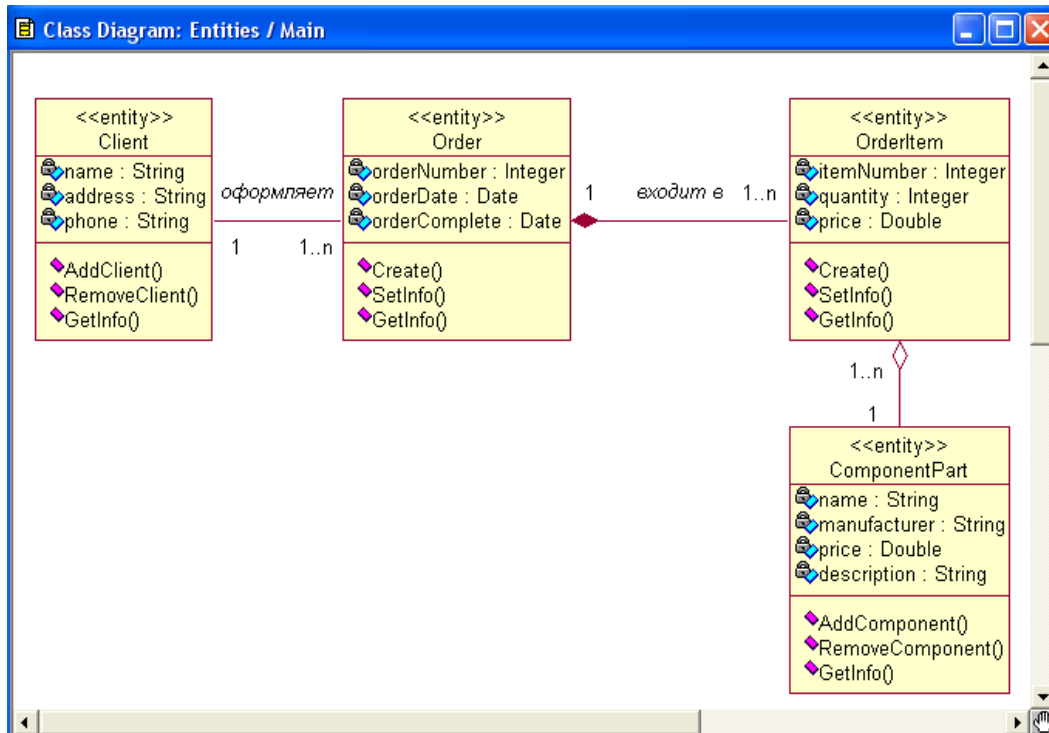 Class Diagram: Entities / Main
<<entity>>
Client
name : String
address : String
phone : String
AddClient()
RemoveClient()
GetInfo()
оформляет
1
1..n
<<entity>>
Order
orderNumber : Integer
orderDate : Date
orderComplete : Date
Create()
SetInfo()
GetInfo()
1
входит в
1..n
<<entity>>
OrderItem
itemNumber : Integer
quantity : Integer
price : Double
Create()
SetInfo()
GetInfo()
1..n
1
<<entity>>
ComponentPart
name : String
manufacturer : String
price : Double
description : String
AddComponent()
RemoveComponent()
GetInfo()